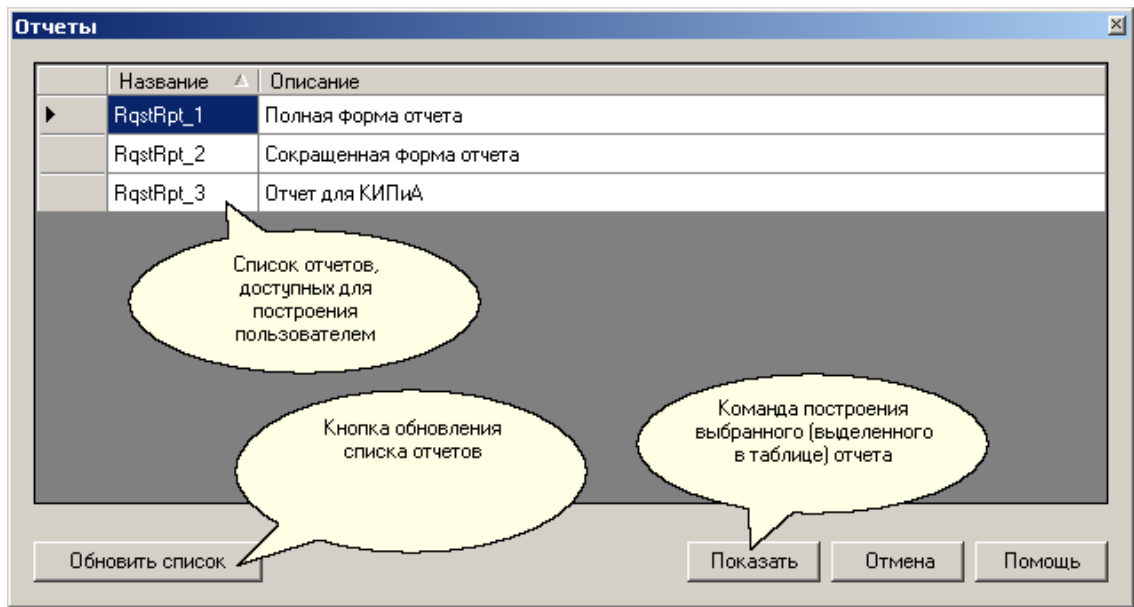 Отчеты
Название Описание
RqstRpt_1 Полная форма отчета
RqstRpt_2 Сокращенная форма отчета
RqstRpt_3 Отчет для КИПиА
Список отчетов,
доступных для
построения
пользователем
Кнопка обновления
списка отчетов
Команда построения
выбранного (выделенного
в таблице) отчета
Обновить список Показать Отмена Помощь